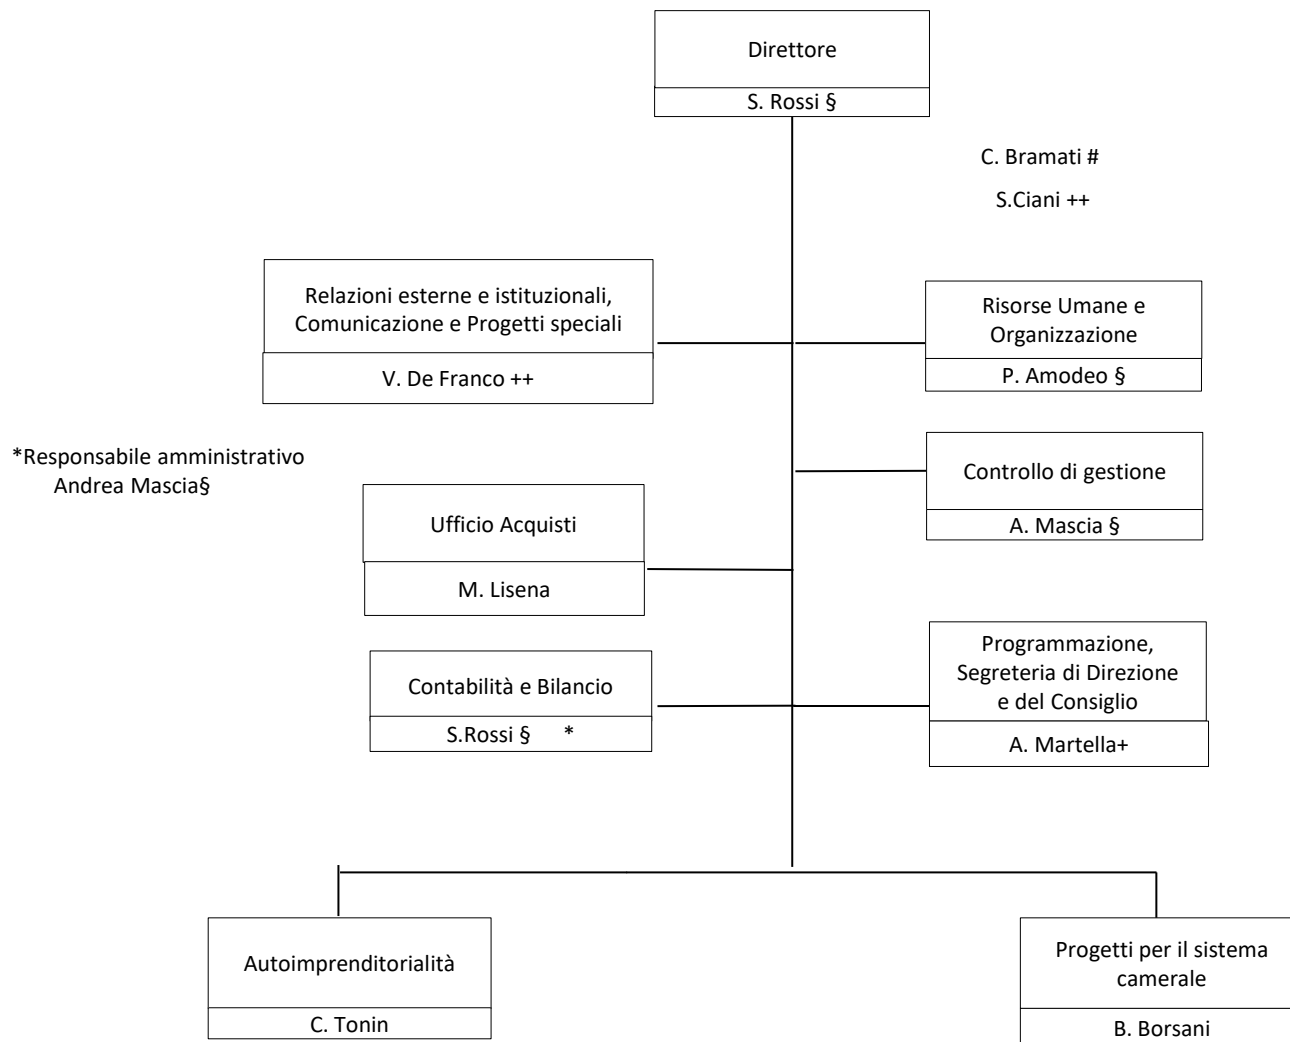 Direttore
S. Rossi §
C. Bramati #
S.Ciani ++
Relazioni esterne e istituzionali,
Comunicazione e Progetti speciali
V. De Franco ++
Risorse Umane e
Organizzazione
P. Amodeo §
*Responsabile amministrativo
Andrea Mascia§
Controllo di gestione
A. Mascia §
Ufficio Acquisti
M. Lisena
Programmazione,
Segreteria di Direzione
e del Consiglio
A. Martella+
Contabilità e Bilancio
S.Rossi § *
Autoimprenditorialità
C. Tonin
Progetti per il sistema
camerale
B. Borsani